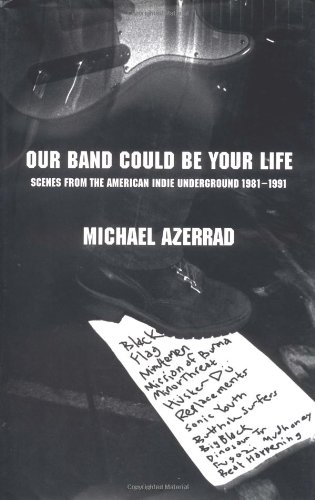 OUR BAND COULD BE YOUR LIFE
SCENES FROM THE AMERICAN INDIE UNDERGROUND 1981–1991
MICHAEL AZERRAD
Black
Flag
Minutemen
Mission of Burma
Minor Threat
Hüsker Dü
Replacements
Sonic Youth
Butthole Surfers
Big Black
Dinosaur Jr
Fugazi Mudhoney
Beat Happening